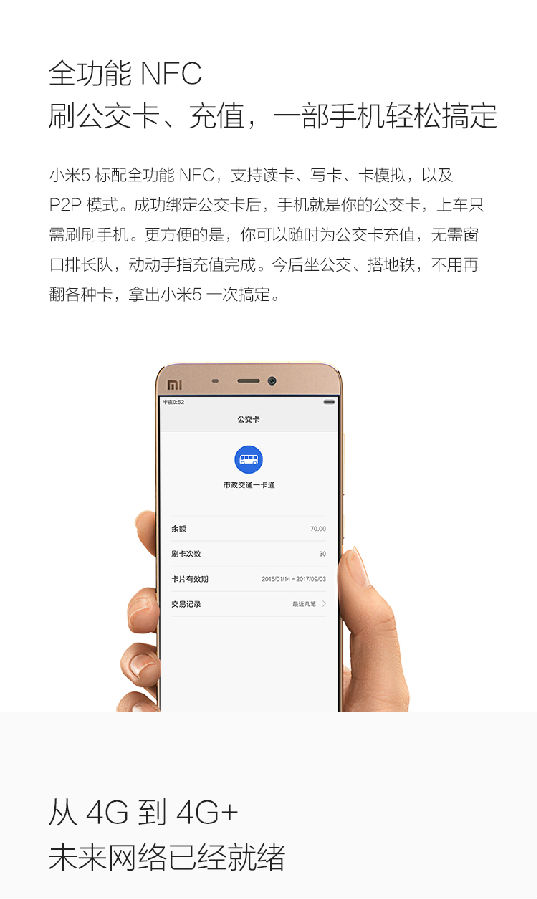 全功能 NFC
刷公交卡、充值，一部手机轻松搞定
小米5 标配全功能 NFC，支持读卡、写卡、卡模拟，以及
P2P 模式。成功绑定公交卡后，手机就是你的公交卡，上车只
需刷刷手机。更方便的是，你可以随时为公交卡充值，无需窗
口排长队，动动手指充值完成。今后坐公交、搭地铁，不用再
翻各种卡，拿出小米5 一次搞定。
mi
公交卡
市政交通一卡通
余额 70.00
刷卡次数
卡片有效期
交易记录
从 4G 到 4G+
未来网络已经就绪